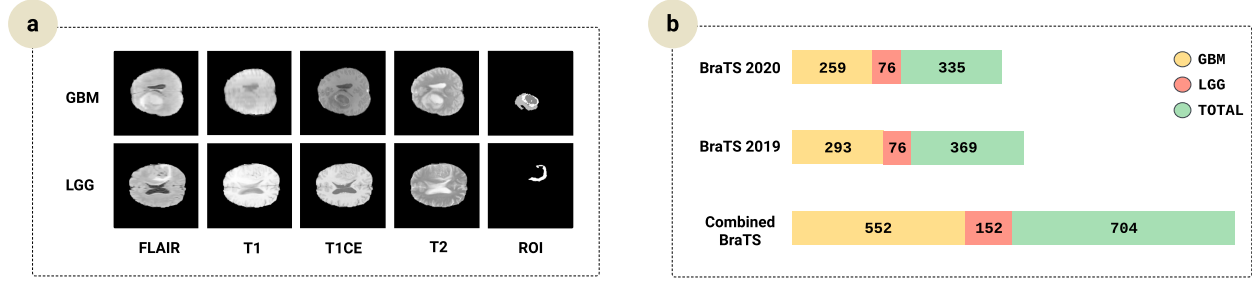 a
GBM
LGG
FLAIR T1 T1CE T2 ROI
b
BraTS 2020 259 76 335
BraTS 2019 293 76 369
Combined
BraTS
552 152 704
GBM
LGG
TOTAL